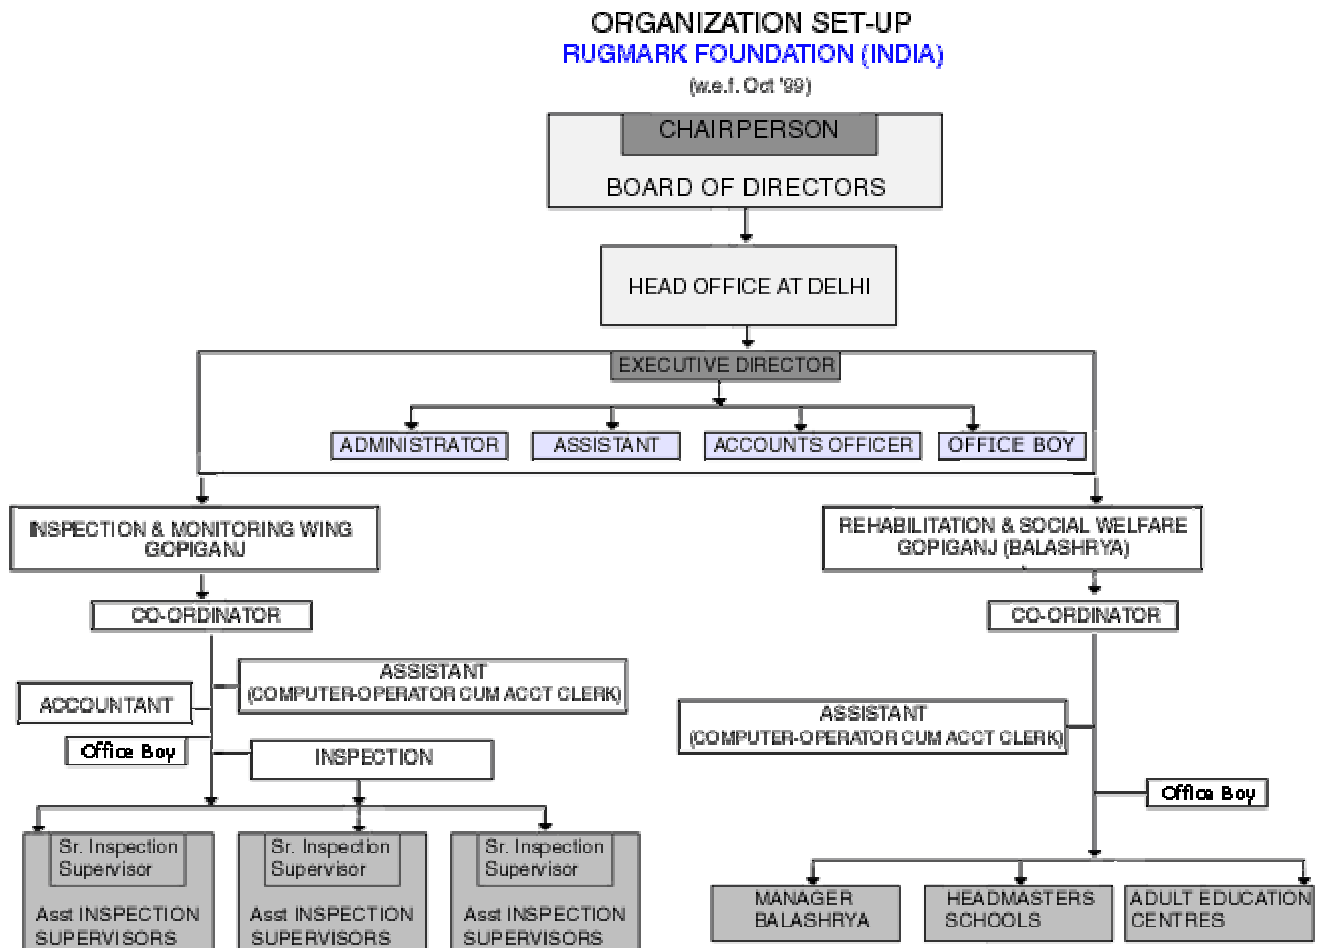 ORGANIZATION SET-UP
RUGMARK FOUNDATION (INDIA)
(w.e.f. Oct '99)
CHAIRPERSON
BOARD OF DIRECTORS
HEAD OFFICE AT DELHI
EXECUTIVE DIRECTOR
ADMINISTRATOR
ASSISTANT
ACCOUNTS OFFICER
OFFICE BOY
INSPECTION & MONITORING WING
GOPIGANJ
REHABILITATION & SOCIAL WELFARE
GOPIGANJ (BALASHRYA)
CO-ORDINATOR
CO-ORDINATOR
ASSISTANT
(COMPUTER-OPERATOR CUM ACCT CLERK)
ACCOUNTANT
Office Boy
INSPECTION
ASSISTANT
(COMPUTER-OPERATOR CUM ACCT CLERK)
Office Boy
Sr. Inspection
Supervisor
Asst INSPECTION
SUPERVISORS
Sr. Inspection
Supervisor
Asst INSPECTION
SUPERVISORS
Sr. Inspection
Supervisor
Asst INSPECTION
SUPERVISORS
MANAGER
BALASHRYA
HEADMASTERS
SCHOOLS
ADULT EDUCATION
CENTRES